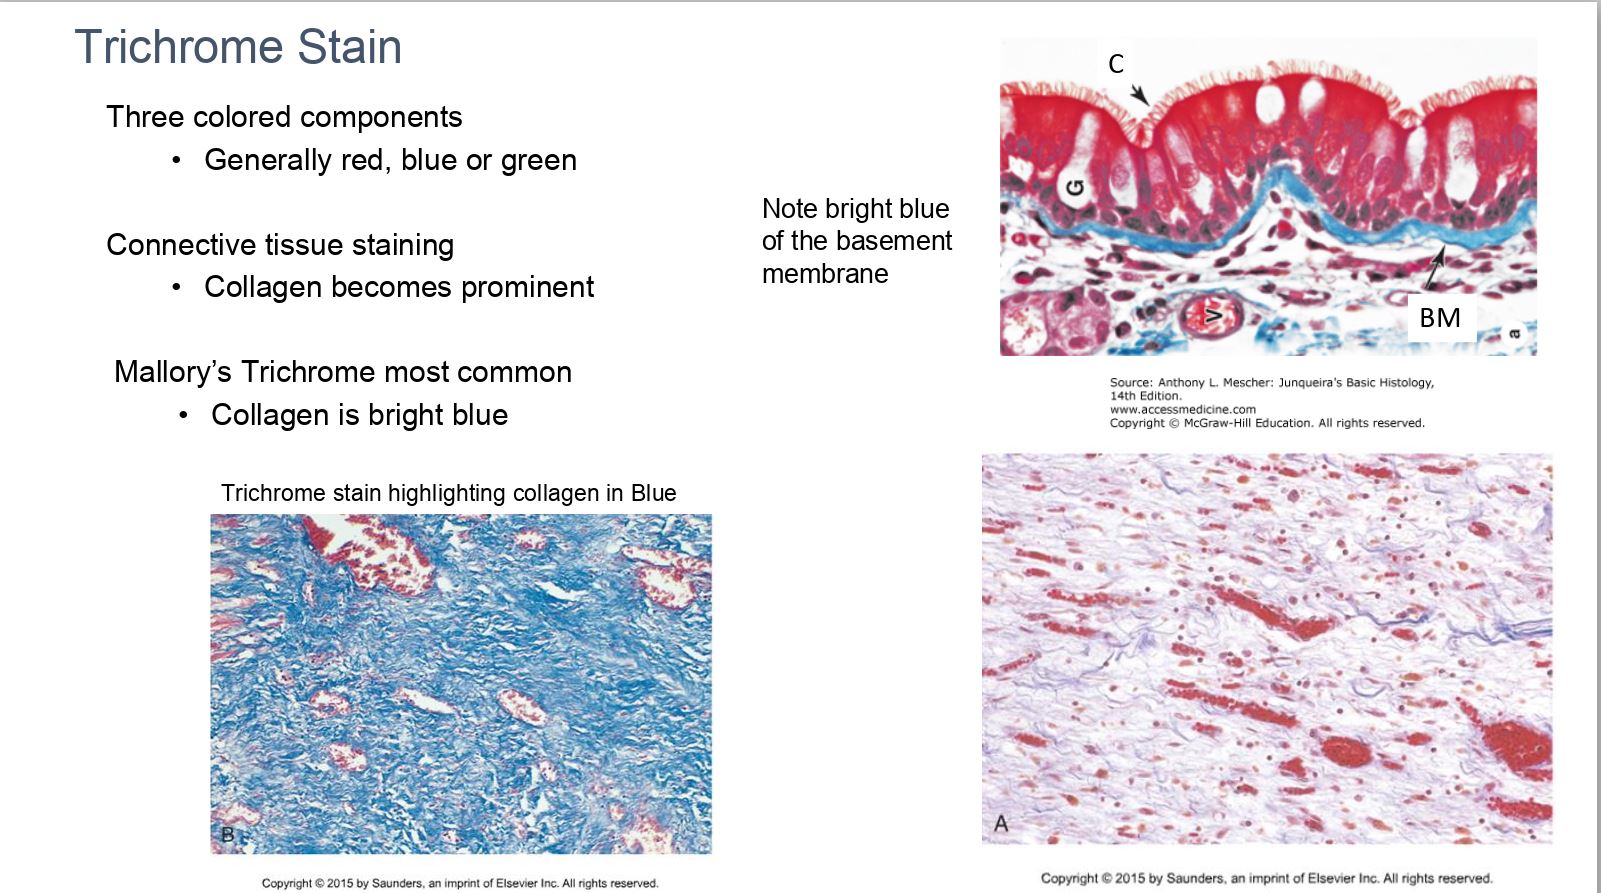 Trichrome Stain
Three colored components
• Generally red, blue or green
Connective tissue staining
• Collagen becomes prominent
Mallory’s Trichrome most common
• Collagen is bright blue
Trichrome stain highlighting collagen in Blue
B
Copyright © 2015 by Saunders, an imprint of Elsevier Inc. All rights reserved.
Note bright blue
of the basement
membrane
C
G
V
BM
a
Source: Anthony L. Mescher: Junqueira's Basic Histology,
14th Edition.
www.accessmedicine.com
Copyright © McGraw-Hill Education. All rights reserved.
A
Copyright © 2015 by Saunders, an imprint of Elsevier Inc. All rights reserved.